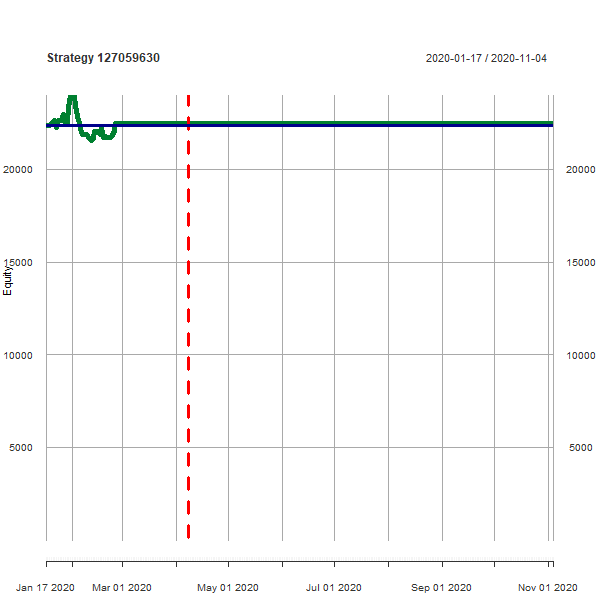 Strategy 127059630
2020-01-17 / 2020-11-04
20000
20000
15000
15000
Equity
10000
10000
5000
5000
Jan 17 2020
Mar 01 2020
May 01 2020
Jul 01 2020
Sep 01 2020
Nov 01 2020